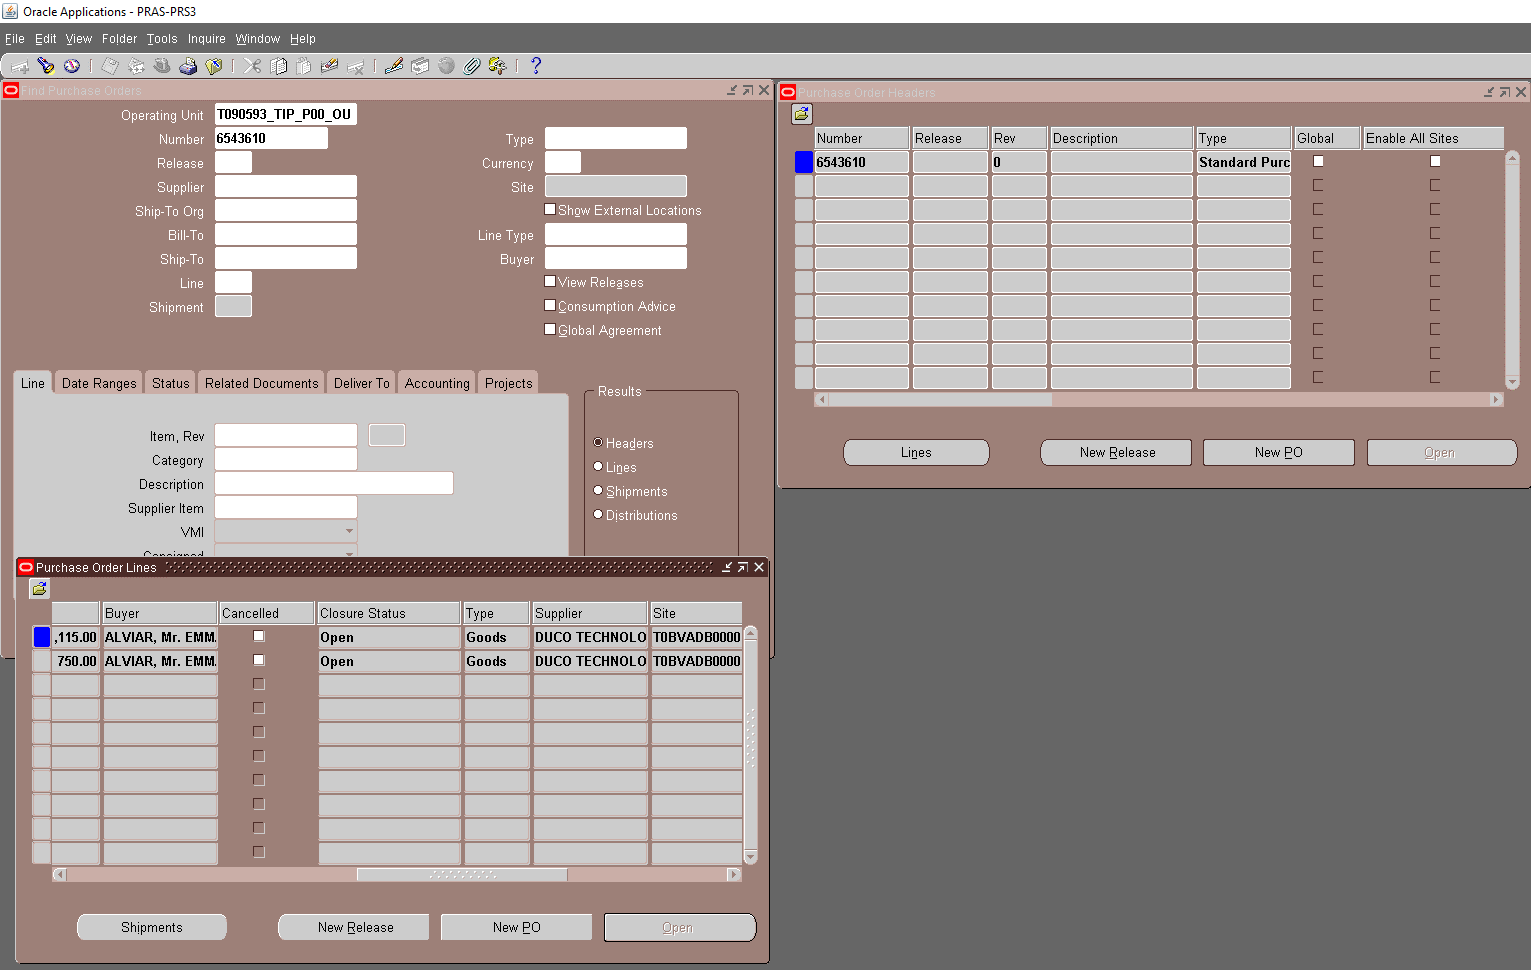 Oracle Applications - PRAS-PRS3
File Edit View Folder Tools Inquire Window Help
Find Purchase Orders
Operating Unit T090593_TIP_P00_OU
Number 6543610 Type
Release Currency
Supplier Site
Ship-To Org Show External Locations
Bill-To Line Type
Ship-To Buyer
Line View Releases
Shipment Consumption Advice
Global Agreement
Line Date Ranges Status Related Documents Deliver To Accounting Projects
Results
Item, Rev
Category
Description
Supplier Item
VMI
Consigned
Headers
Lines
Shipments
Distributions
Purchase Order Headers
Number Release Rev Description Type Global Enable All Sites
6543610 0 Standard Purc
Lines New Release New PO Open
Purchase Order Lines
Buyer Cancelled Closure Status Type Supplier Site
,115.00 ALVIAR, Mr. EMM. Open Goods DUCO TECHNOLO T0BVADB0000
750.00 ALVIAR, Mr. EMM. Open Goods DUCO TECHNOLO T0BVADB0000
Shipments New Release New PO Open